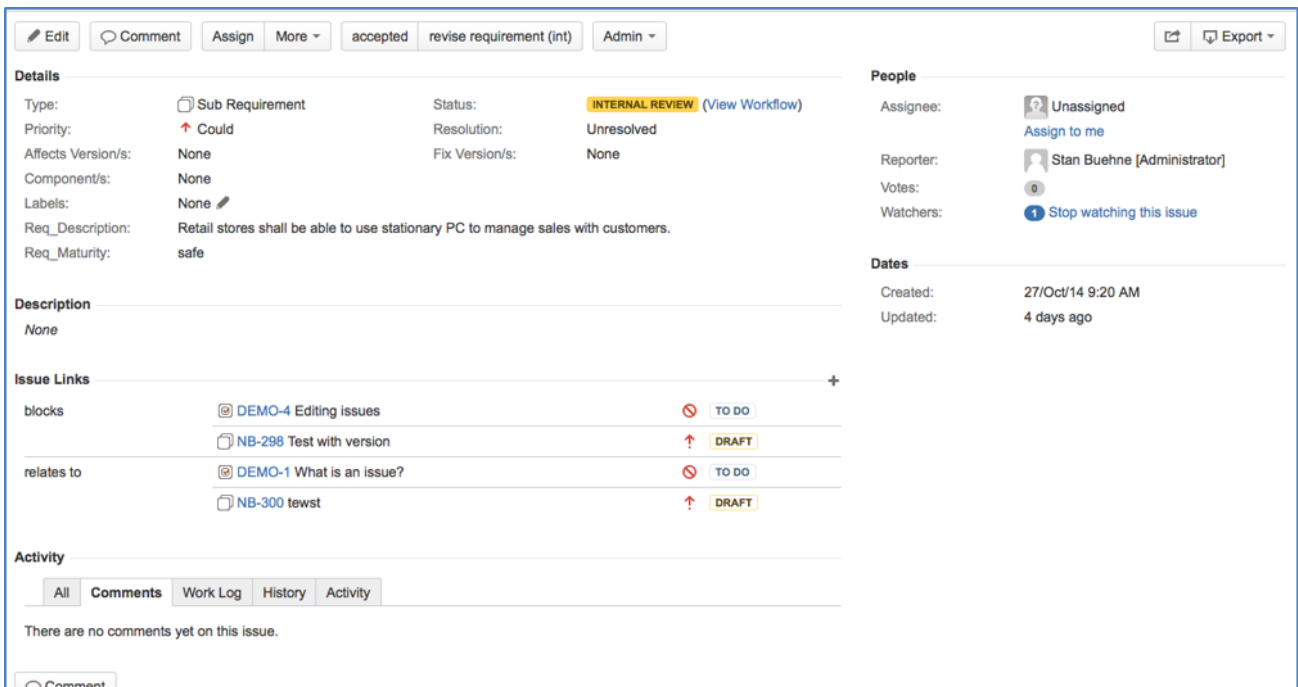 Edit Comment Assign More accepted revise requirement (int) Admin Export
Details
Type: Sub Requirement Status: INTERNAL REVIEW (View Workflow)
Priority: Could Resolution: Unresolved
Affects Version/s: None Fix Version/s: None
Component/s: None
Labels: None
Req_Description: Retail stores shall be able to use stationary PC to manage sales with customers.
Req_Maturity: safe
Description
None
Issue Links
blocks DEMO-4 Editing issues TO DO
NB-298 Test with version DRAFT
relates to DEMO-1 What is an issue? TO DO
NB-300 tewst DRAFT
Activity
All Comments Work Log History Activity
There are no comments yet on this issue.
Comment
People
Assignee: Unassigned
Assign to me
Reporter: Stan Buehne [Administrator]
Votes: 0
Watchers: 1 Stop watching this issue
Dates
Created: 27/Oct/14 9:20 AM
Updated: 4 days ago